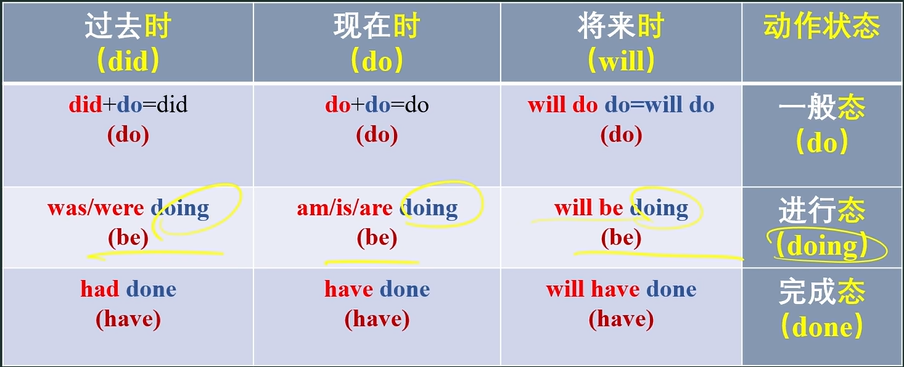 过去时 现在时 将来时 动作状态
(did) (do) (will)
did+do=did do+do=do will do do=will do 一般态
(do) (do) (do) (do)
was/were doing am/is/are doing will be doing 进行态
(be) (be) (be) (doing)
had done have done will have done 完成态
(have) (have) (have) (done)